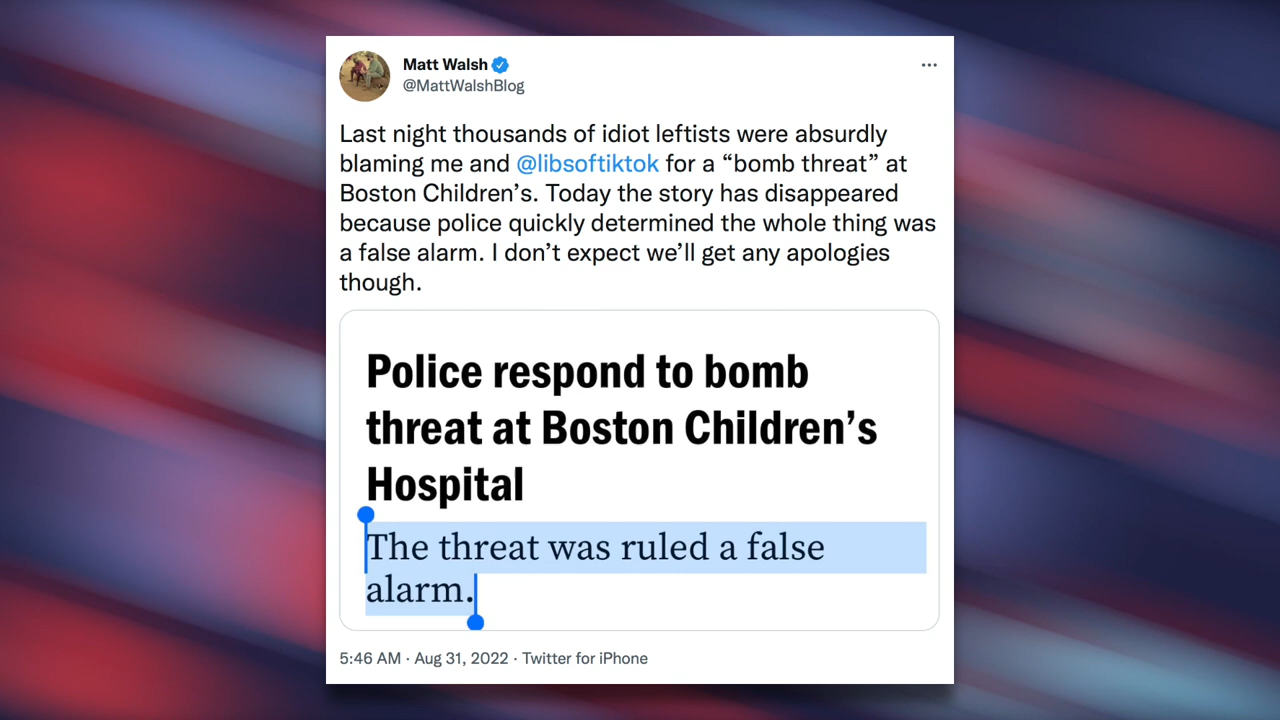 Matt Walsh
@MattWalshBlog
Last night thousands of idiot leftists were absurdly
blaming me and @libsoftiktok for a “bomb threat” at
Boston Children’s. Today the story has disappeared
because police quickly determined the whole thing was
a false alarm. I don’t expect we’ll get any apologies
though.
Police respond to bomb
threat at Boston Children’s
Hospital
The threat was ruled a false
alarm.
5:46 AM · Aug 31, 2022 · Twitter for iPhone